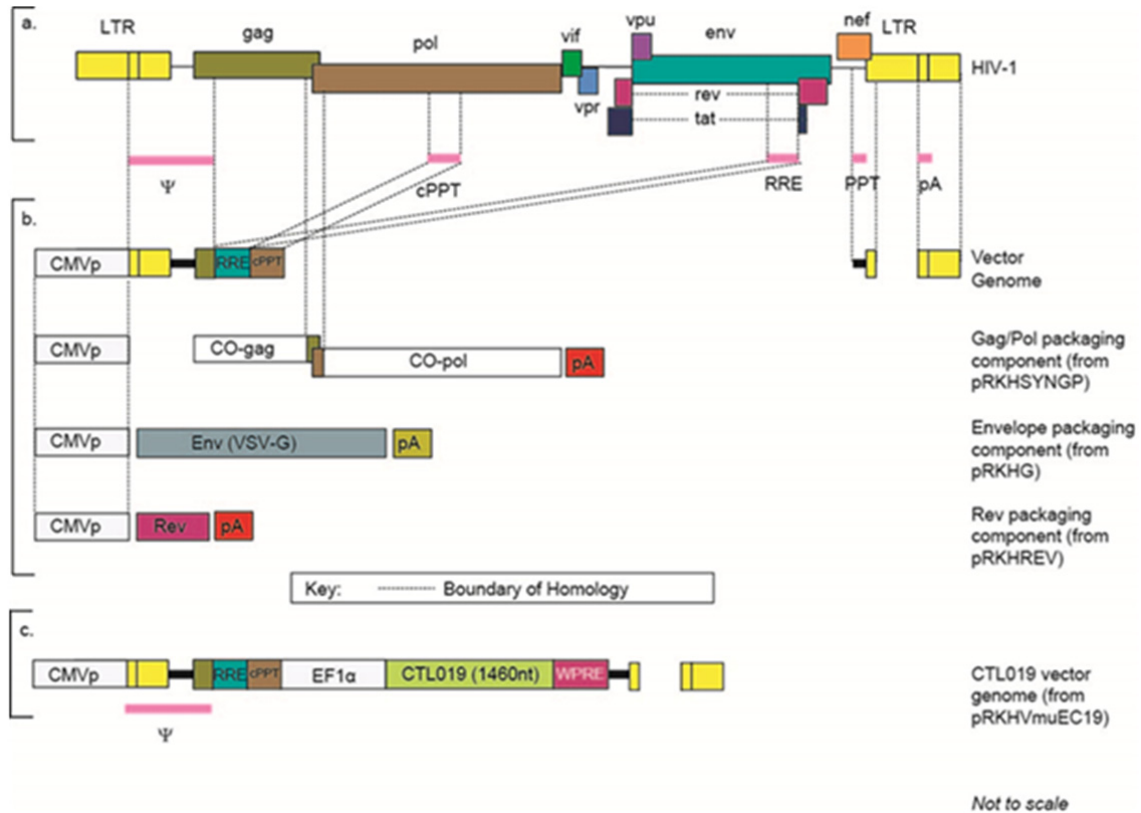 a.
LTR
gag
pol
vif
vpu
env
nef
LTR
HIV-1
vpr
rev
tat
Ψ
cPPT
RRE
PPT
pA
b.
CMVp
RRE
cPPT
Vector
Genome
CMVp
CO-gag
CO-pol
pA
Gag/Pol packaging
component (from
pRKHSYNGP)
CMVp
Env (VSV-G)
pA
Envelope packaging
component (from
pRKHG)
CMVp
Rev
pA
Rev packaging
component (from
pRKHREV)
Key: Boundary of Homology
c.
CMVp
RRE
cPPT
EF1α
CTL019 (1460nt)
WPRE
CTL019 vector
genome (from
pRKHVmuEC19)
Ψ
Not to scale